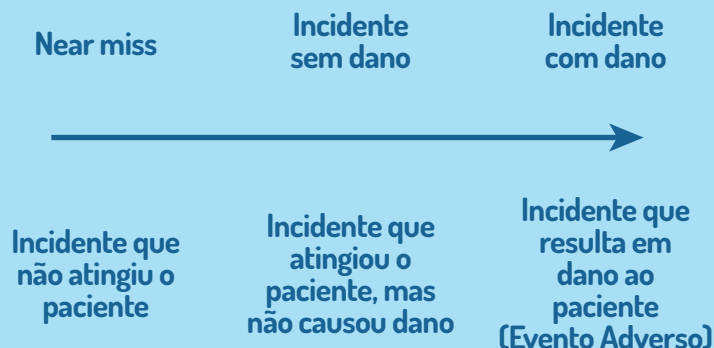 Near miss
Incidente
sem dano
Incidente
com dano
Incidente que
não atingiu o
paciente
Incidente que
atingiou o
paciente, mas
não causou dano
Incidente que
resulta em
dano ao
paciente
(Evento Adverso)